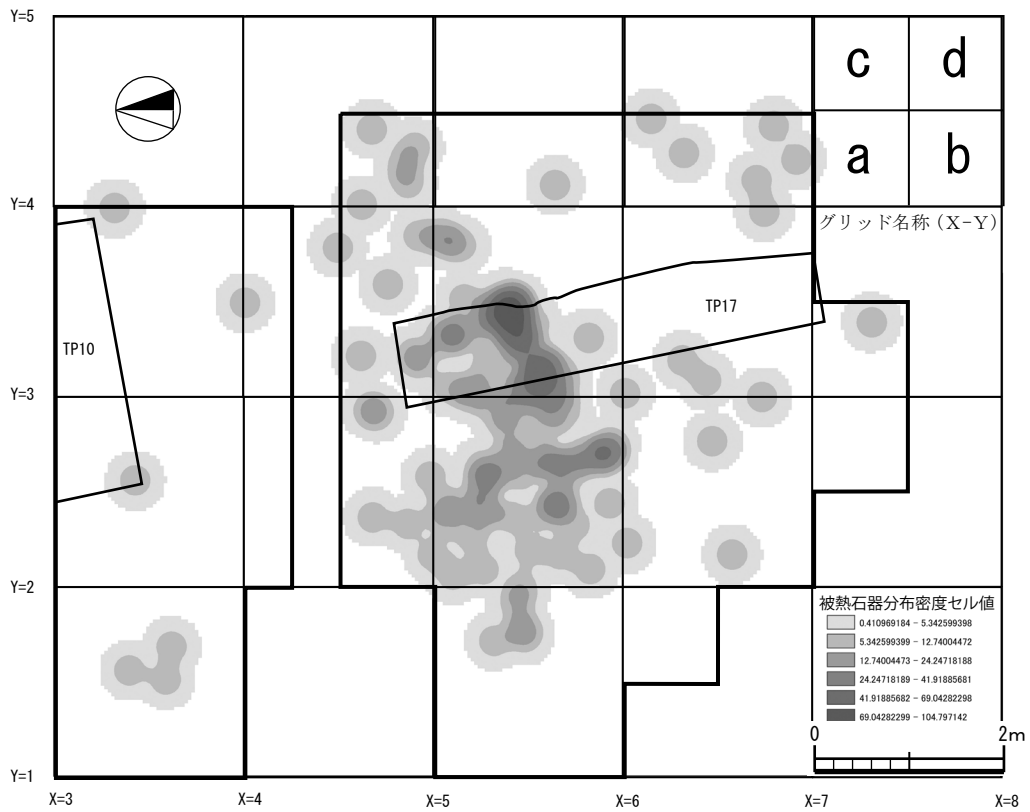 Y=5
c d
a b
Y=4
グリッド名称（X-Y）
TP17
TP10
Y=3
Y=2
被熱石器分布密度セル値
0.410969184 – 5.342599398
5.342599399 – 12.74004472
12.74004473 – 24.24718188
24.24718189 – 41.91885681
41.91885682 – 69.04282298
69.04282299 – 104.797142
0 2m
Y=1
X=3 X=4 X=5 X=6 X=7 X=8